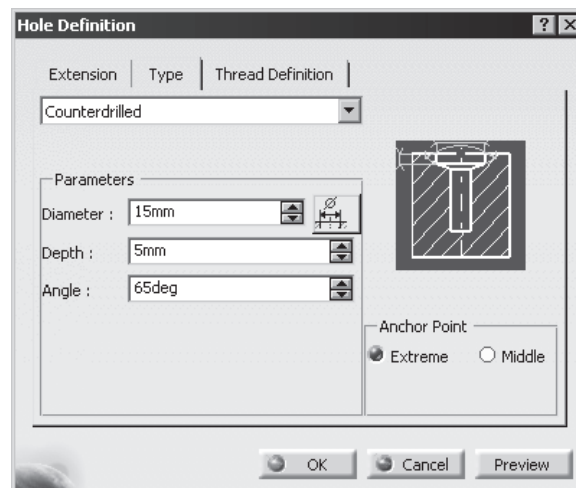 Hole Definition
Extension Type Thread Definition
Counterdrilled
Parameters
Diameter : 15mm
Depth : 5mm
Angle : 65deg
Anchor Point
Extreme Middle
OK Cancel Preview